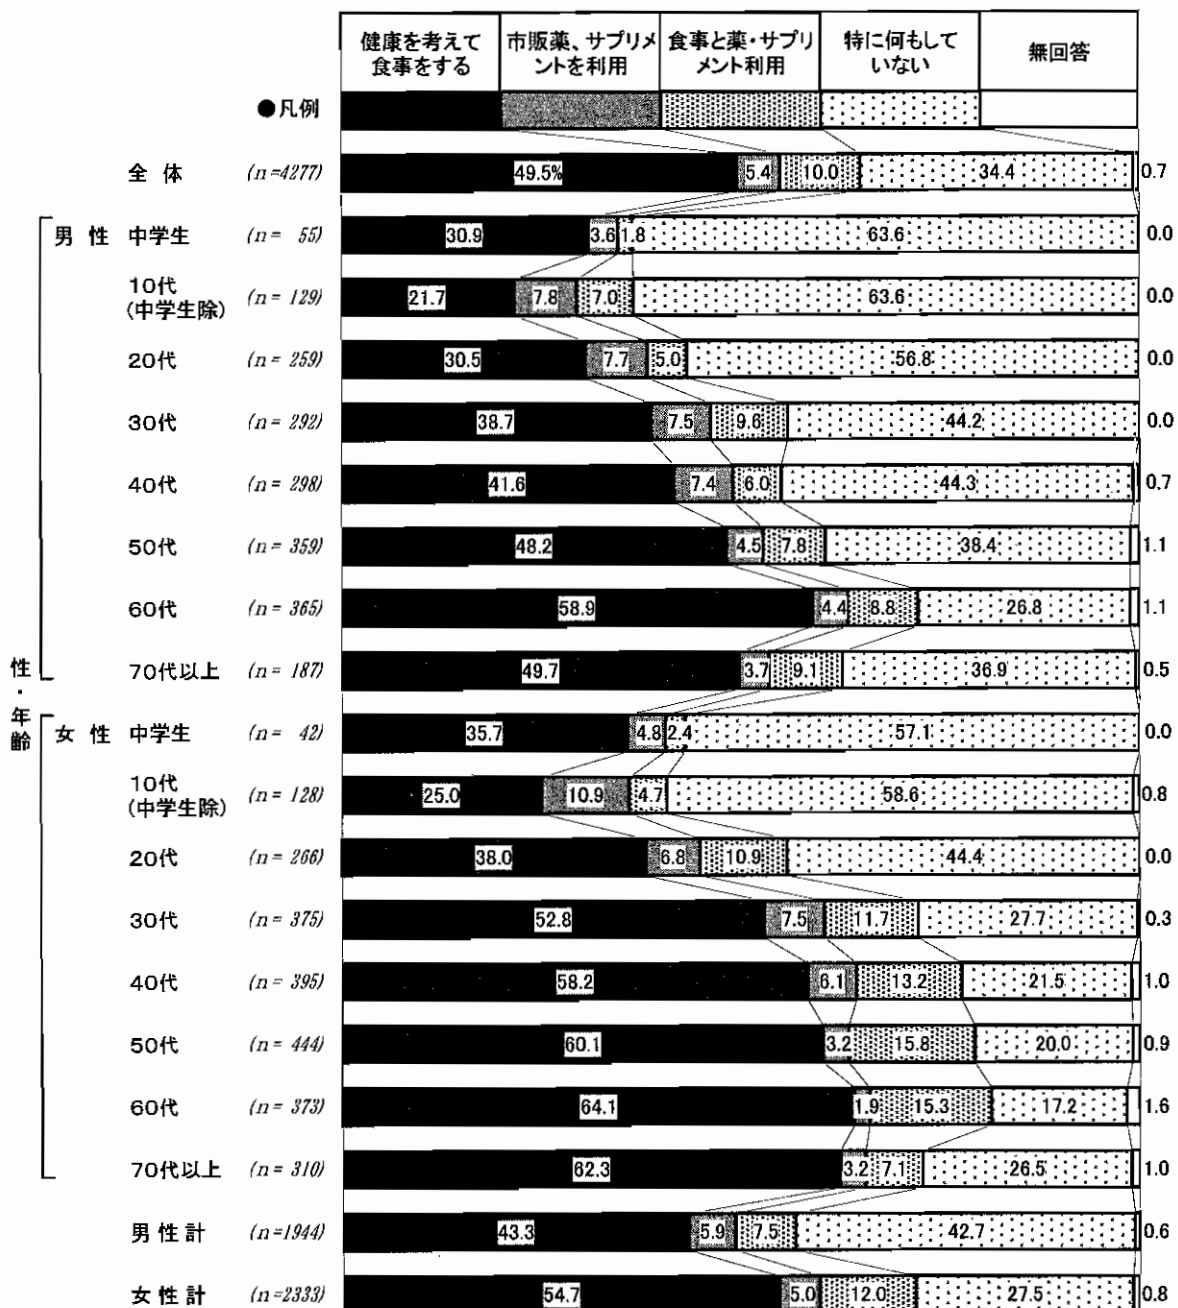 健康を考えて
食事をする
市販薬、サプリメ
ントを利用
食事と薬・サプリ
メント利用
特に何もして
いない
無回答
●凡例
全 体 (n=4277) 49.5% 5.4 10.0 34.4 0.7
性・年齢
男 性 中学生 (n= 55) 30.9 3.6 1.8 63.6 0.0
10代
(中学生除) (n= 129) 21.7 7.8 7.0 63.6 0.0
20代 (n= 259) 30.5 7.7 5.0 56.8 0.0
30代 (n= 292) 38.7 7.5 9.6 44.2 0.0
40代 (n= 298) 41.6 7.4 6.0 44.3 0.7
50代 (n= 359) 48.2 4.5 7.8 38.4 1.1
60代 (n= 365) 58.9 4.4 8.8 26.8 1.1
70代以上 (n= 187) 49.7 3.7 9.1 36.9 0.5
女 性 中学生 (n= 42) 35.7 4.8 2.4 57.1 0.0
10代
(中学生除) (n= 128) 25.0 10.9 4.7 58.6 0.8
20代 (n= 266) 38.0 6.8 10.9 44.4 0.0
30代 (n= 375) 52.8 7.5 11.7 27.7 0.3
40代 (n= 395) 58.2 6.1 13.2 21.5 1.0
50代 (n= 444) 60.1 3.2 15.8 20.0 0.9
60代 (n= 373) 64.1 1.9 15.3 17.2 1.6
70代以上 (n= 310) 62.3 3.2 7.1 26.5 1.0
男 性 計 (n=1944) 43.3 5.9 7.5 42.7 0.6
女 性 計 (n=2333) 54.7 5.0 12.0 27.5 0.8